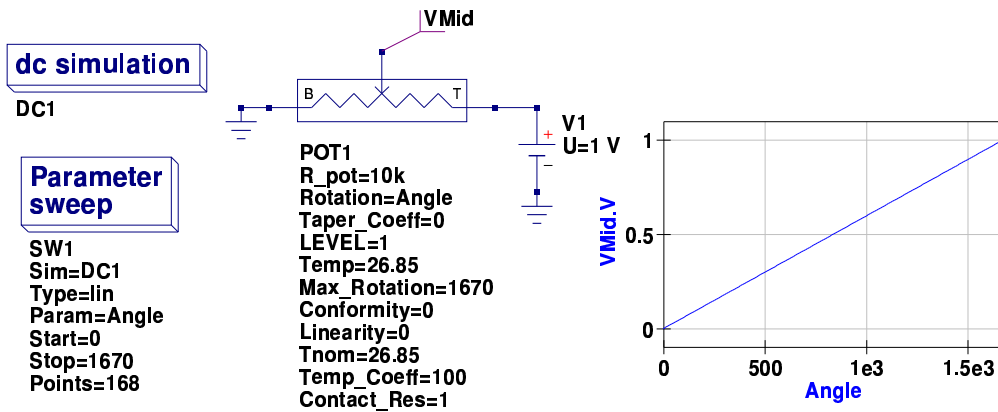 dc simulation
DC1
Parameter
sweep
SW1
Sim=DC1
Type=lin
Param=Angle
Start=0
Stop=1670
Points=168
VMid
B
T
POT1
R_pot=10k
Rotation=Angle
Taper_Coeff=0
LEVEL=1
Temp=26.85
Max_Rotation=1670
Conformity=0
Linearity=0
Tnom=26.85
Temp_Coeff=100
Contact_Res=1
V1
U=1 V
+
−
VMid.V
1
0.5
0
0
500
1e3
1.5e3
Angle